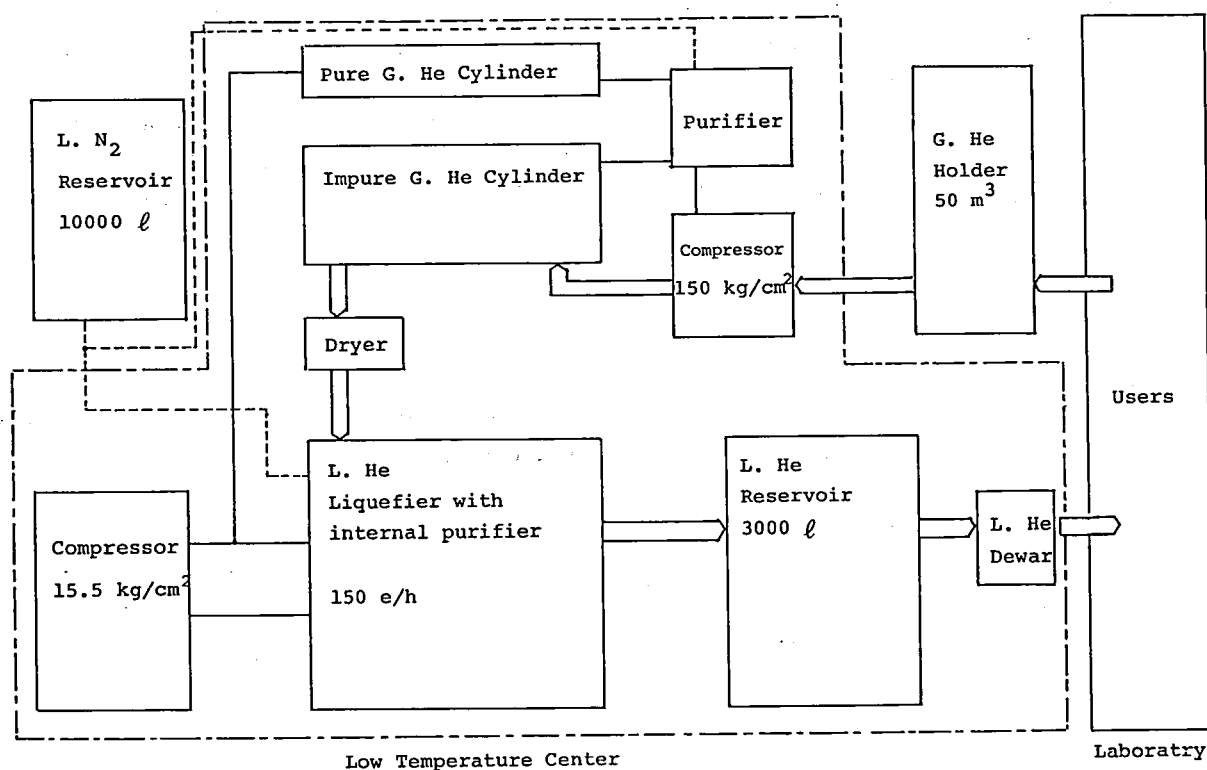 Pure G. He Cylinder
L. N₂
Reservoir
10000 ℓ
Purifier
G. He
Holder
50 m³
Impure G. He Cylinder
Compressor
150 kg/cm²
Dryer
Users
L. He
Liquefier with
internal purifier
150 e/h
L. He
Reservoir
3000 ℓ
L. He
Dewar
Compressor
15.5 kg/cm²
Low Temperature Center
Laboratry